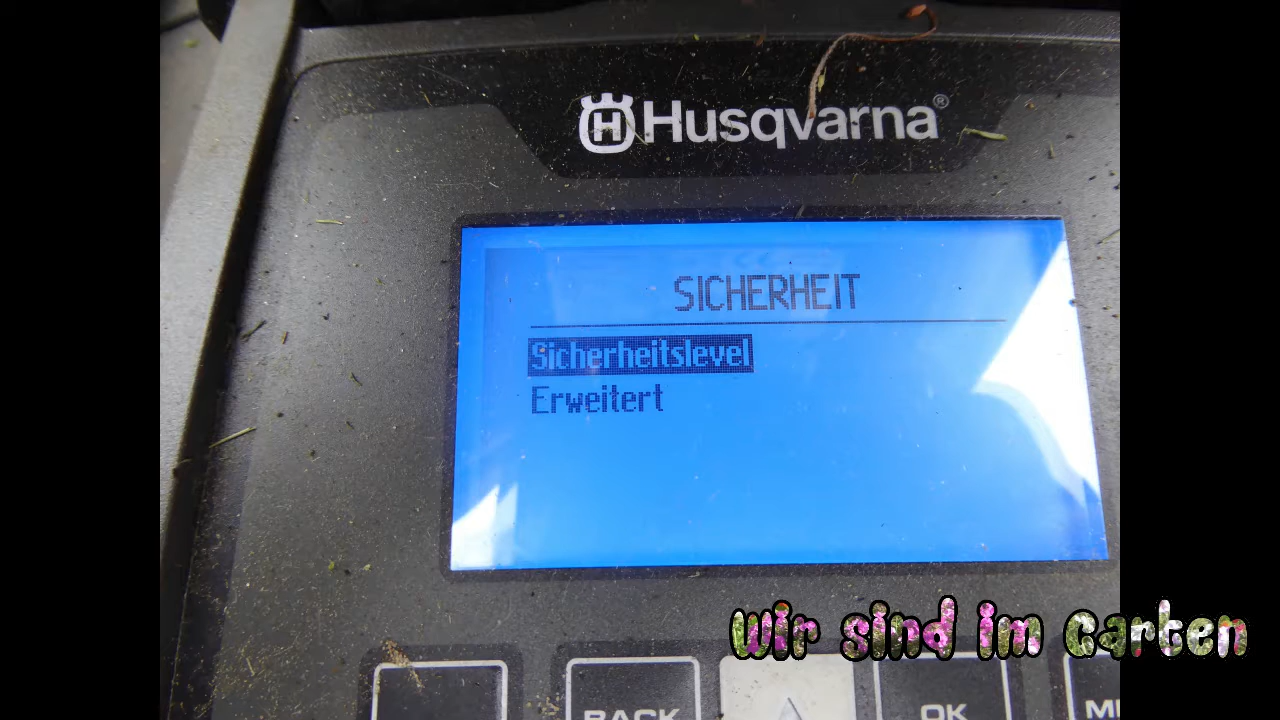 Husqvarna®
SICHERHEIT
Sicherheitslevel
Erweitert
Wir sind im Garten
BACK
OK